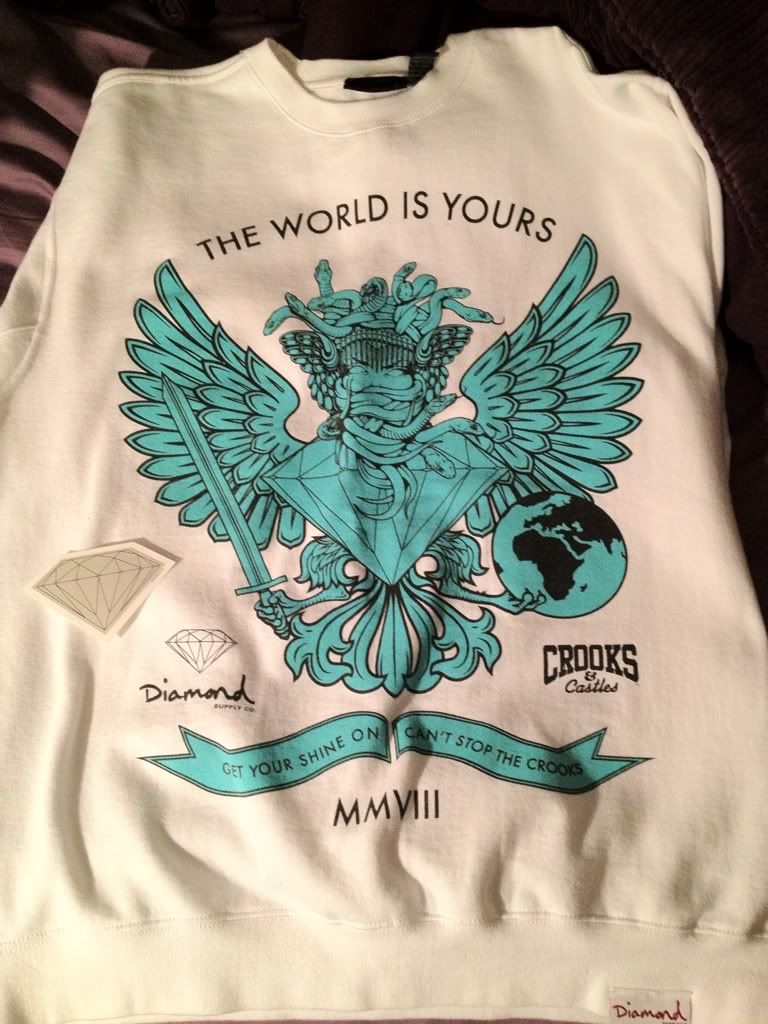 THE WORLD IS YOURS
Diamond
SUPPLY CO.
CROOKS
&
Castles
GET YOUR SHINE ON CAN'T STOP THE CROOKS
MMVIII
Diamond